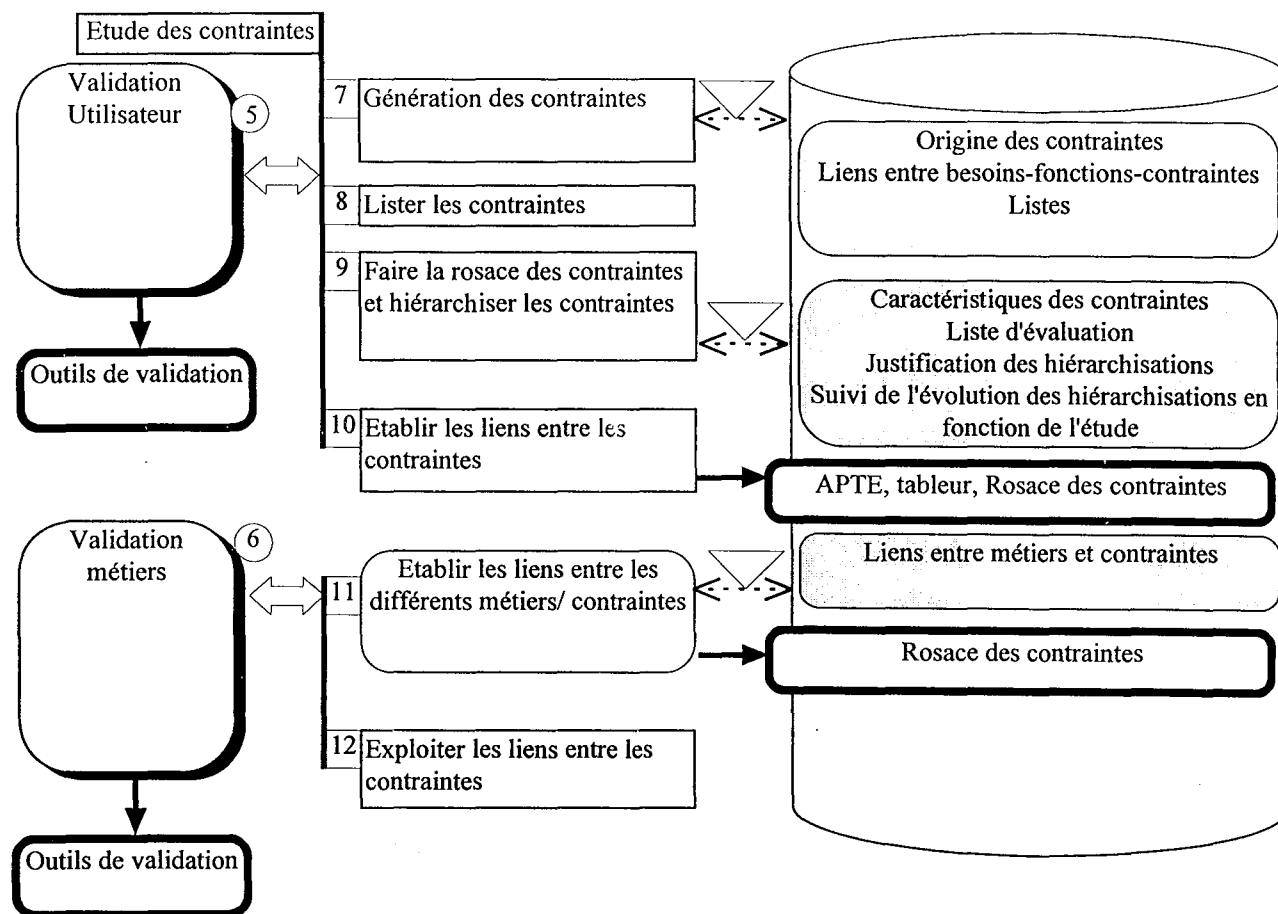 Etude des contraintes
Validation
Utilisateur
5
Outils de validation
7
Génération des contraintes
8
Lister les contraintes
9
Faire la rosace des contraintes
et hiérarchiser les contraintes
10
Etablir les liens entre les
contraintes
Origine des contraintes
Liens entre besoins-fonctions-contraintes
Listes
Caractéristiques des contraintes
Liste d'évaluation
Justification des hiérarchisations
Suivi de l'évolution des hiérarchisations en
fonction de l'étude
APTE, tableur, Rosace des contraintes
Validation
métiers
6
Outils de validation
11
Etablir les liens entre les
différents métiers/ contraintes
12
Exploiter les liens entre les
contraintes
Liens entre métiers et contraintes
Rosace des contraintes